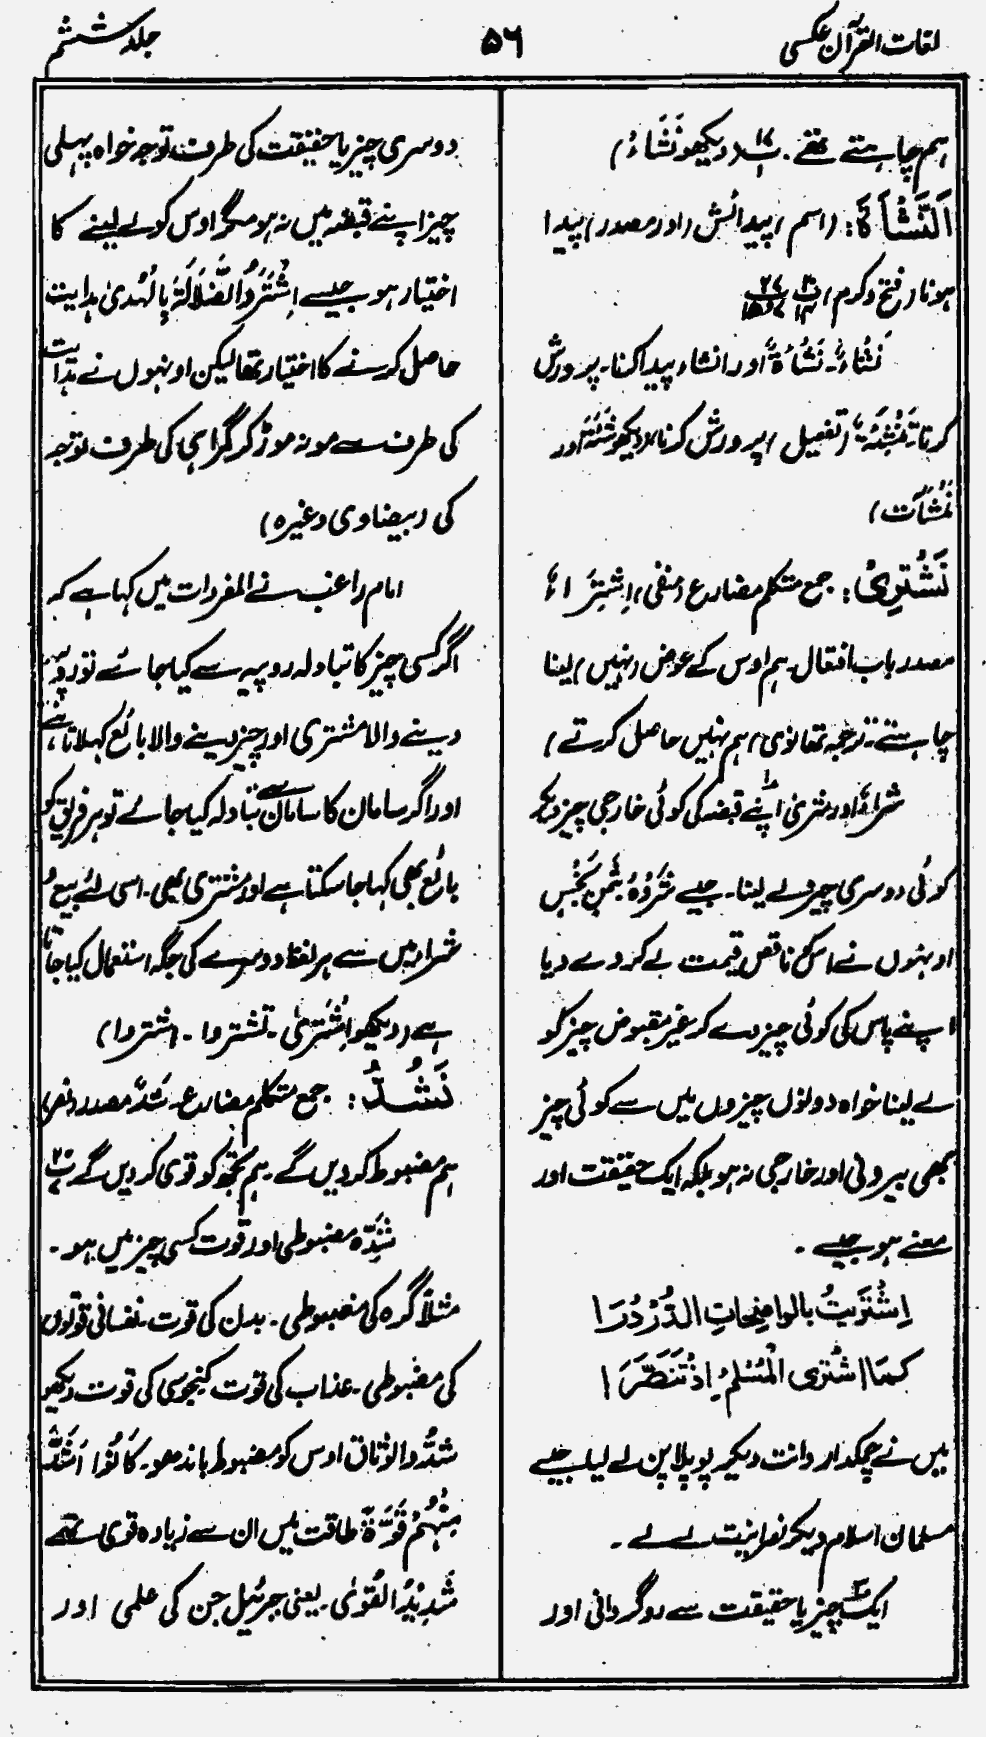 لغات القرآن عکسی
۵۶
جلد ششم
ہم چاہتے تھے۔ (دیکھو نَشَاءُ)
اَلنَّشْاَةَ: (اسم) پیدائش (اور مصدر) پیدا
ہونا (فتح و کرم)
نَشْاءٌ۔ نَشْاءَةٌ اور انشاء پیدا کرنا۔ پرورش
کرنا تَنْشِئَۃٌ (تفعیل) پرورش کرنا (دیکھو نَنْشِئَ اور
نَشْاَت)
نَشْتَرِیْ: جمع متکلم مضارع (منفی) اِشْتِرَاءٌ
مصدر باب افتعال۔ ہم اوس کے عوض (نہیں) لینا
چاہتے۔ ترجمہ تھانوی) ہم نہیں حاصل کرتے)
شراءٌ اور شریٰ اپنے قبضہ کی کوئی خارجی چیز دیکر
کوئی دوسری چیز لے لینا۔ جیسے شَرَوْہُ بِثَمَنٍ بَخْسٍ
اونہوں نے اس کو ناقص قیمت لے کر دے دیا
اپنے پاس کی کوئی چیز دے کر غیر مقبوض چیز کو
لے لینا خواہ دونوں چیزوں میں سے کوئی چیز
بھی بیرونی اور خارجی نہ ہو بلکہ ایک حقیقت اور
معنے ہو جیسے۔
اِشْتَرَیْتُ بالواضِحَاتِ الدُّرْدُرَا
کَمَا اشْتَرَی الْمُسْلِمُ اِذْ تَنَصَّرَا
میں نے چمکدار دانت دیکر پوپلا پن لے لیا جیسے
مسلمان اسلام دیکر نصرانیت لے لے۔
ایک چیز یا حقیقت سے روگردانی اور
دوسری چیز یا حقیقت کی طرف توجہ خواہ پہلی
چیز اپنے قبضہ میں نہ ہو مگر اوس کو لے لینے کا
اختیار ہو جیسے اِشْتَرَوُا الضَّلَالَةَ بِالْہُدیٰ ہدایت
حاصل کرنے کا اختیار تھا لیکن اونہوں نے ہدایت
کی طرف سے مونہ موڑ کر گمراہی کی طرف توجہ
کی (بیضاوی وغیرہ)
امام راغب نے المفردات میں کہا ہے کہ
اگر کسی چیز کا تبادلہ روپیہ سے کیا جائے تو روپیہ
دینے والا مشتری اور چیز دینے والا بائع کہلاتا ہے،
اور اگر سامان کا سامان سے تبادلہ کیا جائے تو ہر فریق کو
بائع بھی کہا جا سکتا ہے اور مشتری بھی۔ اسی لئے بیع و
شراء میں سے ہر لفظ دوسرے کی جگہ استعمال کیا جاتا
ہے (دیکھو اِشْتَریٰ۔ تشتروا۔ اشتروا)
نَشُدُّ: جمع متکلم مضارع۔ شَدٌّ مصدر (نصر)
ہم مضبوط کر دیں گے۔ ہم تجھ کو قوی کر دیں گے
شَدِّہ مضبوطی اور قوت کسی چیز میں ہو۔
مثلاً گرہ کی مضبوطی۔ بدن کی قوت۔ نفسانی قوتوں
کی مضبوطی۔ عذاب کی قوت کنجوسی کی قوت دیکھو
شُدُّو الوَثَاقَ اوس کو مضبوط باندھو۔ کَانُوْا اَشَدَّ
مِنْہُمْ قُوَّةً طاقت میں ان سے زیادہ قوی تھے
شَدِیْدُ الْقُویٰ۔ یعنی جبرئیل جن کی علمی اور